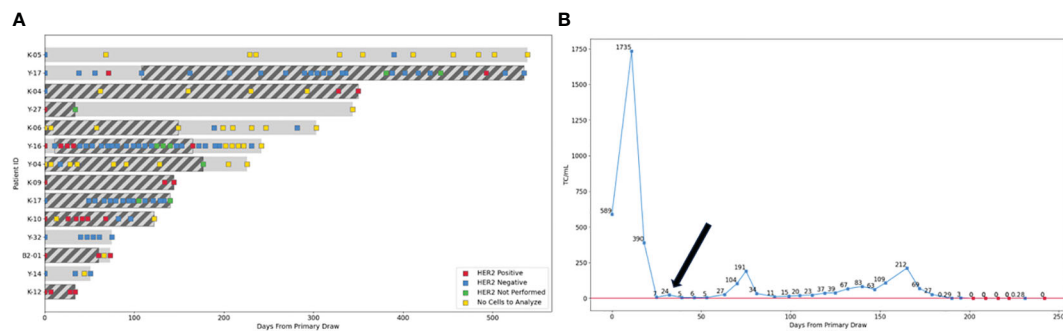 A
Patient ID
K-05
Y-17
K-04
Y-27
K-06
Y-16
Y-04
K-09
K-17
K-10
Y-32
B2-01
Y-14
K-12
0 100 200 300 400 500
Days From Primary Draw
HER2 Positive
HER2 Negative
HER2 Not Performed
No Cells to Analyze
B
TC/mL
1750
1500
1250
1000
750
500
250
0
589 1735 390 7 24 5 6 5 27 104 191 34 11 15 20 23 37 39 67 83 63 109 212 69 27 0.29 3 0 0 0 0 0.28 0 0
0 50 100 150 200 250
Days From Primary Draw